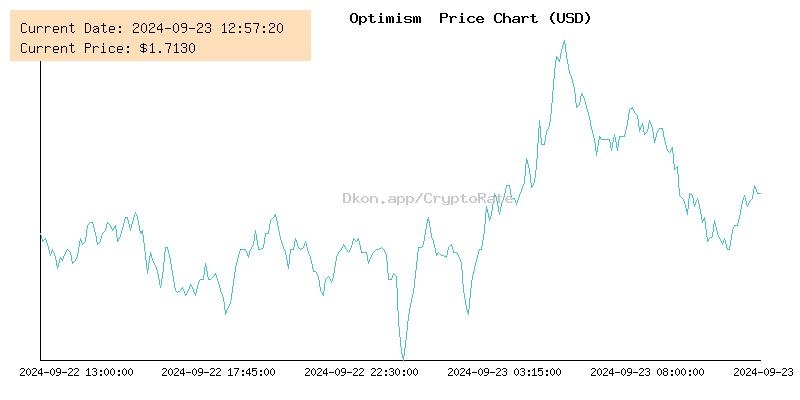 Optimism  Price Chart (USD)
Current Date: 2024-09-23 12:57:20
Current Price: $1.7130
Dkon.app/CryptoRate
2024-09-22 13:00:00 2024-09-22 17:45:00 2024-09-22 22:30:00 2024-09-23 03:15:00 2024-09-23 08:00:00 2024-09-23